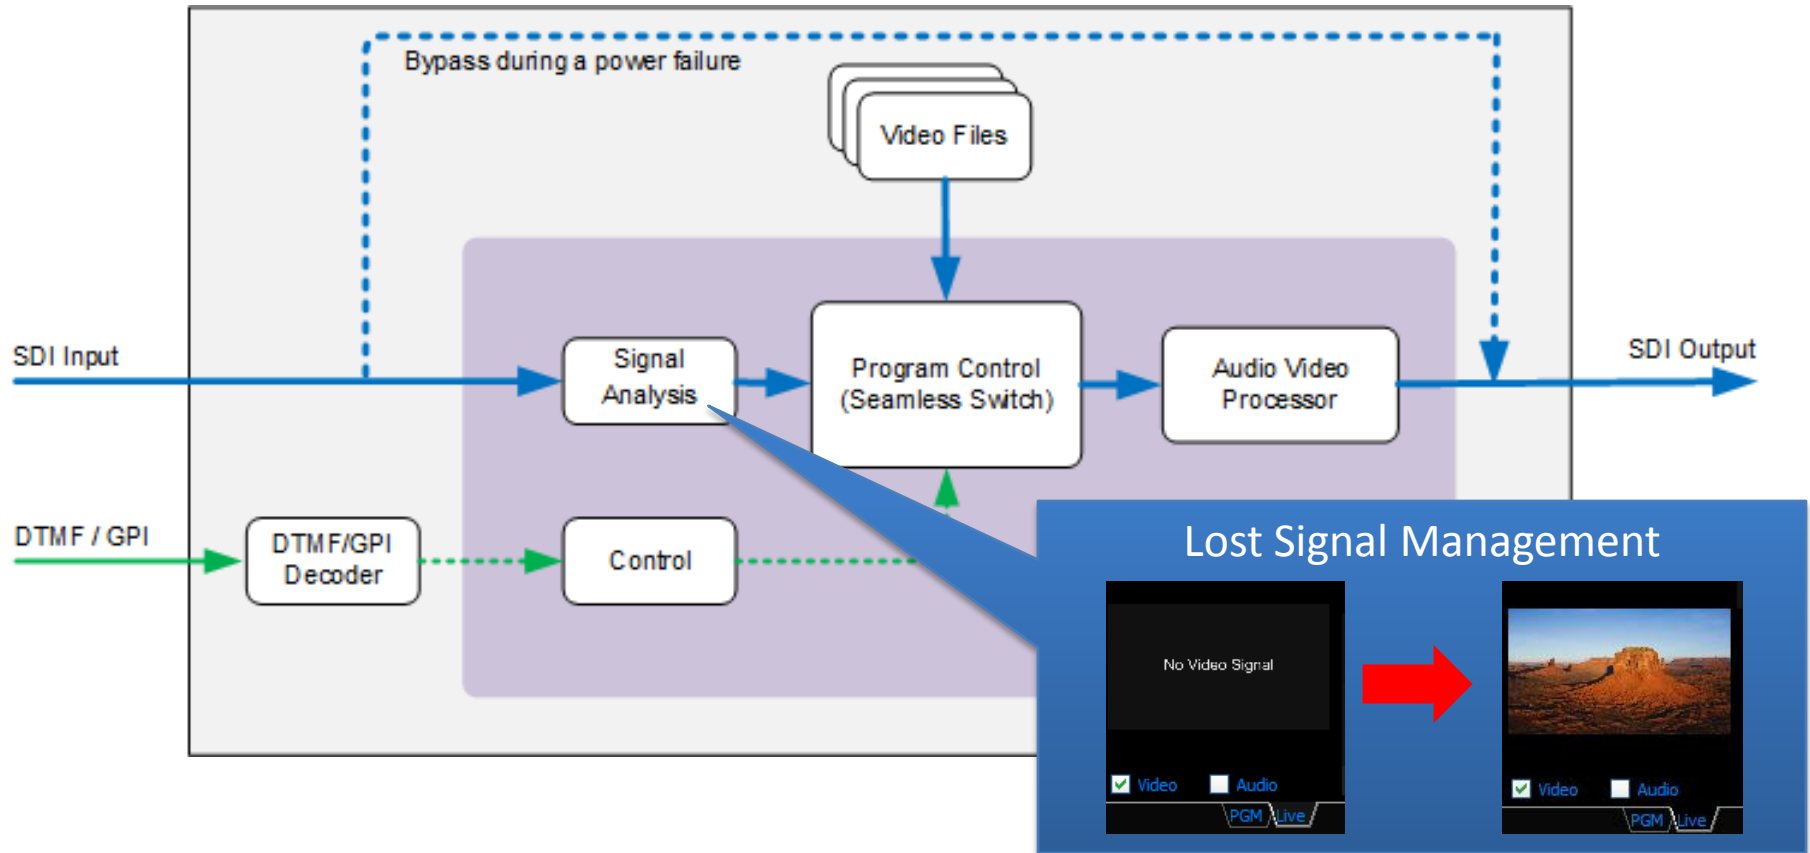 Bypass during a power failure
Video Files
SDI Input
Signal
Analysis
Program Control
(Seamless Switch)
Audio Video
Processor
SDI Output
DTMF / GPI
DTMF/GPI
Decoder
Control
Lost Signal Management
No Video Signal
Video
Audio
PGM
Live
Video
Audio
PGM
Live